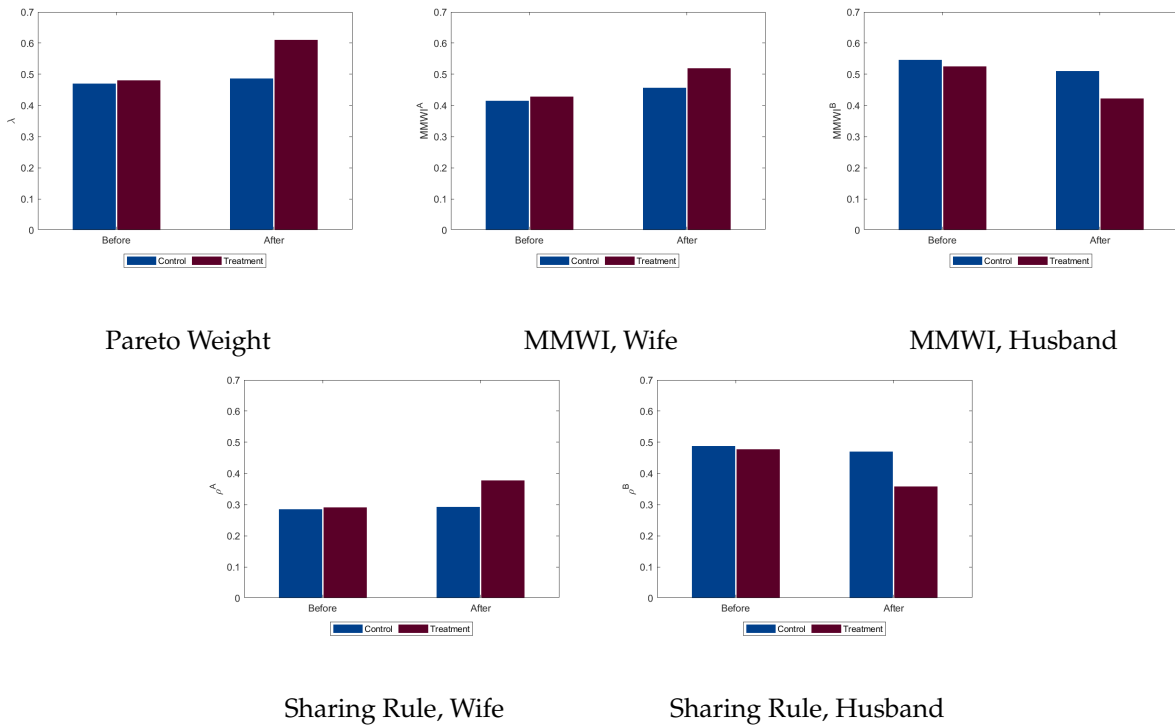 0.7
0.6
0.5
0.4
0.3
0.2
0.1
0
λ
Before
After
Control Treatment
Pareto Weight
0.7
0.6
0.5
0.4
0.3
0.2
0.1
0
MMWI^A
Before
After
Control Treatment
MMWI, Wife
0.7
0.6
0.5
0.4
0.3
0.2
0.1
0
MMWI^B
Before
After
Control Treatment
MMWI, Husband
0.7
0.6
0.5
0.4
0.3
0.2
0.1
0
ρ^A
Before
After
Control Treatment
Sharing Rule, Wife
0.7
0.6
0.5
0.4
0.3
0.2
0.1
0
ρ^B
Before
After
Control Treatment
Sharing Rule, Husband